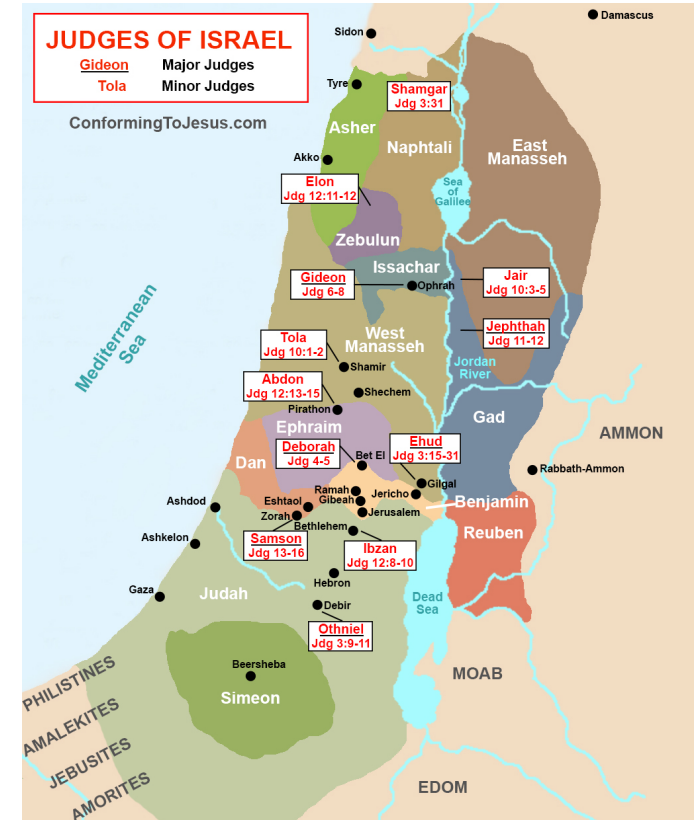 JUDGES OF ISRAEL
Gideon Major Judges
Tola Minor Judges
ConformingToJesus.com
Sidon
Damascus
Tyre
Shamgar
Jdg 3:31
Asher
Naphtali
East
Manasseh
Akko
Elon
Jdg 12:11-12
Sea
of
Galilee
Zebulun
Issachar
Gideon
Jdg 6-8
Ophrah
Jair
Jdg 10:3-5
Mediterranean
Sea
West
Manasseh
Jephthah
Jdg 11-12
Tola
Jdg 10:1-2
Shamir
Jordan
River
Abdon
Jdg 12:13-15
Shechem
Pirathon
Ephraim
Gad
AMMON
Deborah
Jdg 4-5
Bet El
Ehud
Jdg 3:15-31
Dan
Rabbath-Ammon
Gilgal
Ramah
Jericho
Gibeah
Benjamin
Ashdod
Eshtaol
Zorah
Jerusalem
Bethlehem
Reuben
Samson
Jdg 13-16
Ashkelon
Ibzan
Jdg 12:8-10
Hebron
Gaza
Judah
Debir
Dead
Sea
Othniel
Jdg 3:9-11
Beersheba
Simeon
MOAB
PHILISTINES
AMALEKITES
JEBUSITES
AMORITES
EDOM